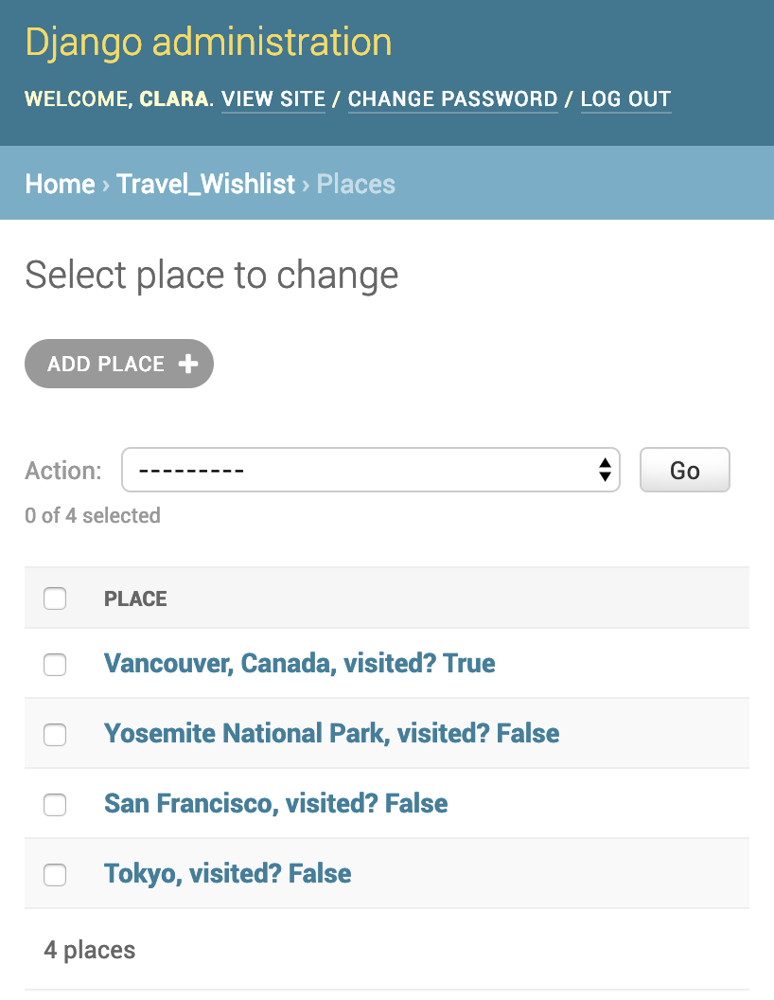 Django administration
WELCOME, CLARA. VIEW SITE / CHANGE PASSWORD / LOG OUT
Home › Travel_Wishlist › Places
Select place to change
ADD PLACE +
Action: --------- Go
0 of 4 selected
PLACE
Vancouver, Canada, visited? True
Yosemite National Park, visited? False
San Francisco, visited? False
Tokyo, visited? False
4 places